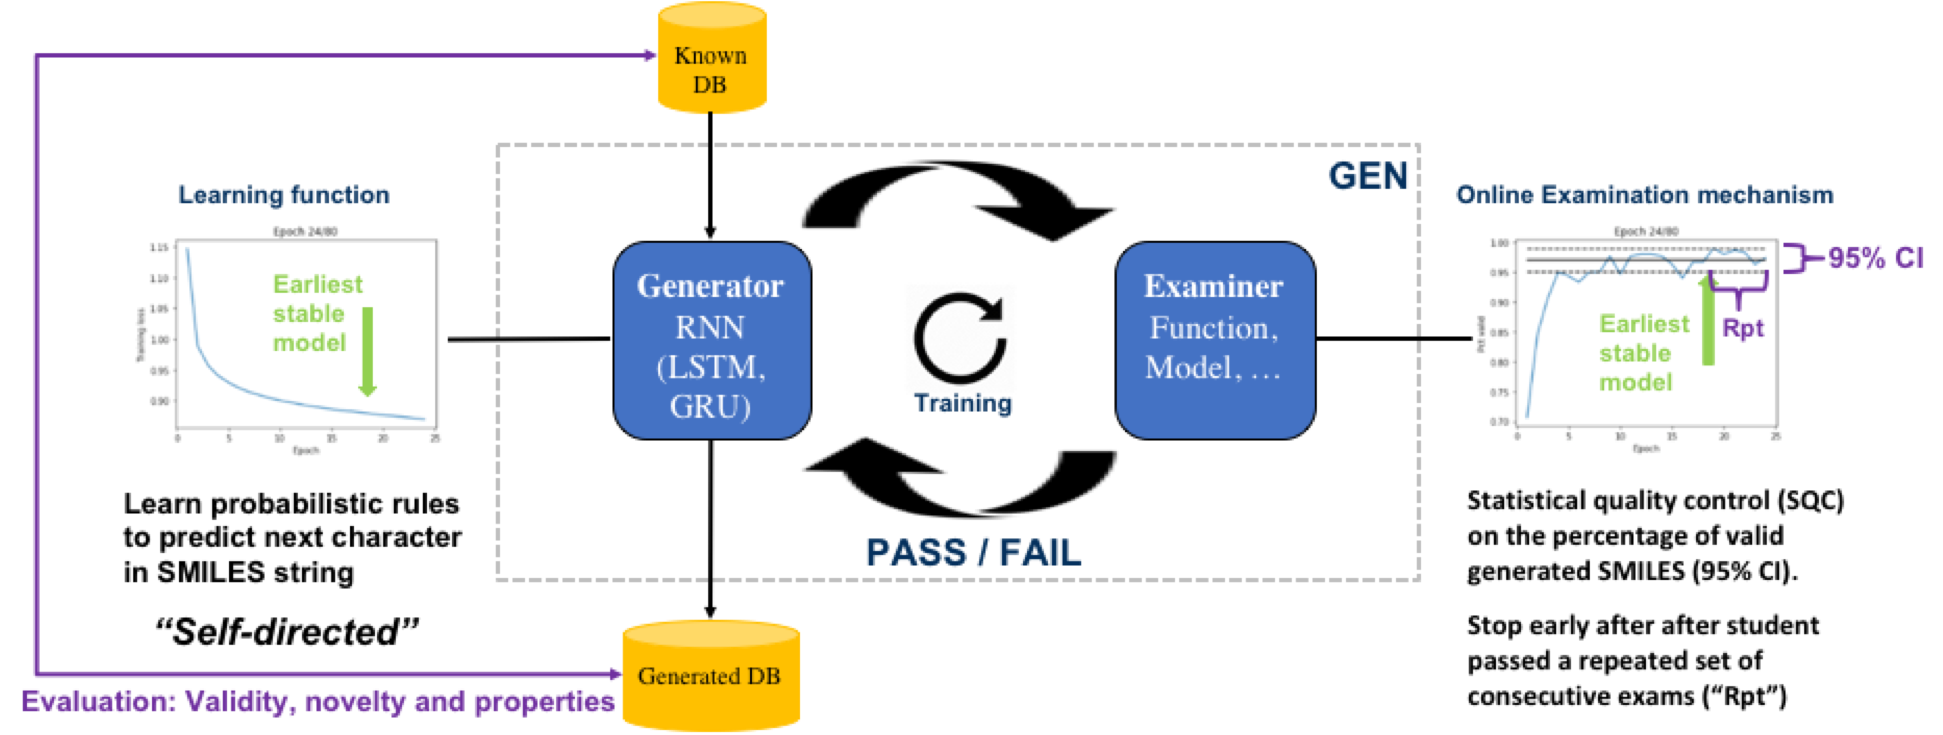 Known
DB
GEN
Learning function
Epoch 24/80
1.15
1.10
1.05
1.00
0.95
0.90
Training loss
0
5
10
15
20
25
Epoch
Earliest
stable
model
Learn probabilistic rules
to predict next character
in SMILES string
“Self-directed”
Generator
RNN
(LSTM,
GRU)
Training
Examiner
Function,
Model, …
PASS / FAIL
Online Examination mechanism
Epoch 24/80
1.00
0.95
0.90
0.85
0.80
0.75
0.70
Pct valid
0
5
10
15
20
25
Epoch
95% CI
Rpt
Earliest
stable
model
Statistical quality control (SQC)
on the percentage of valid
generated SMILES (95% CI).
Stop early after after student
passed a repeated set of
consecutive exams (“Rpt”)
Generated DB
Evaluation: Validity, novelty and properties